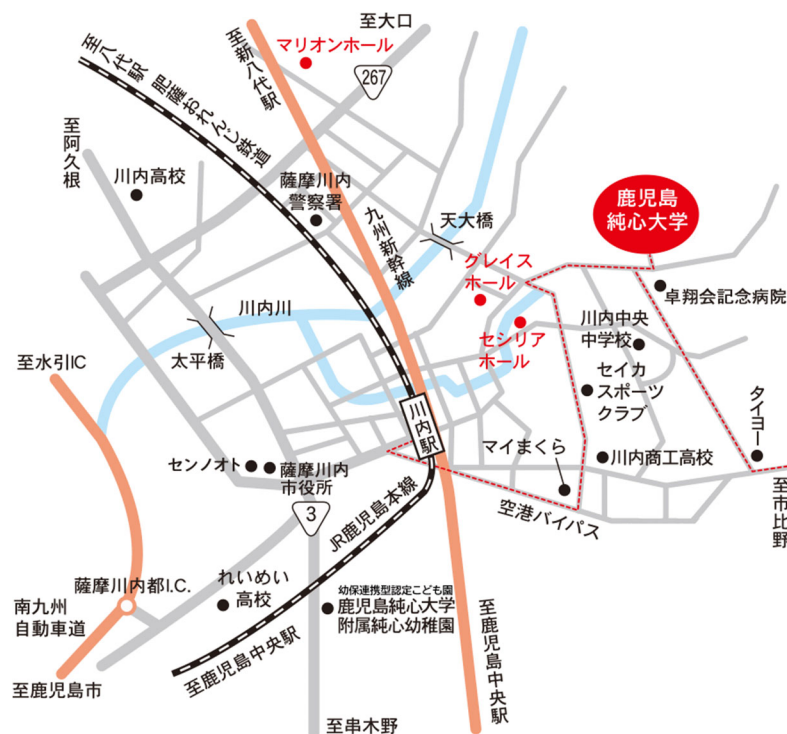 至大口
マリオンホール
267
至新八代駅
至八代駅
肥薩おれんじ鉄道
至阿久根
川内高校
薩摩川内
警察署
九州新幹線
天大橋
鹿児島
純心大学
グレイス
ホール
卓翔会記念病院
川内川
セシリア
ホール
川内中央
中学校
太平橋
至水引IC
セイカ
スポーツ
クラブ
タイヨー
川内駅
マイまくら
川内商工高校
センノオト
薩摩川内
市役所
空港バイパス
至市比野
3
JR鹿児島本線
薩摩川内都I.C.
れいめい
高校
幼保連携型認定こども園
鹿児島純心大学
附属純心幼稚園
南九州
自動車道
至鹿児島中央駅
至鹿児島中央駅
至鹿児島市
至串木野